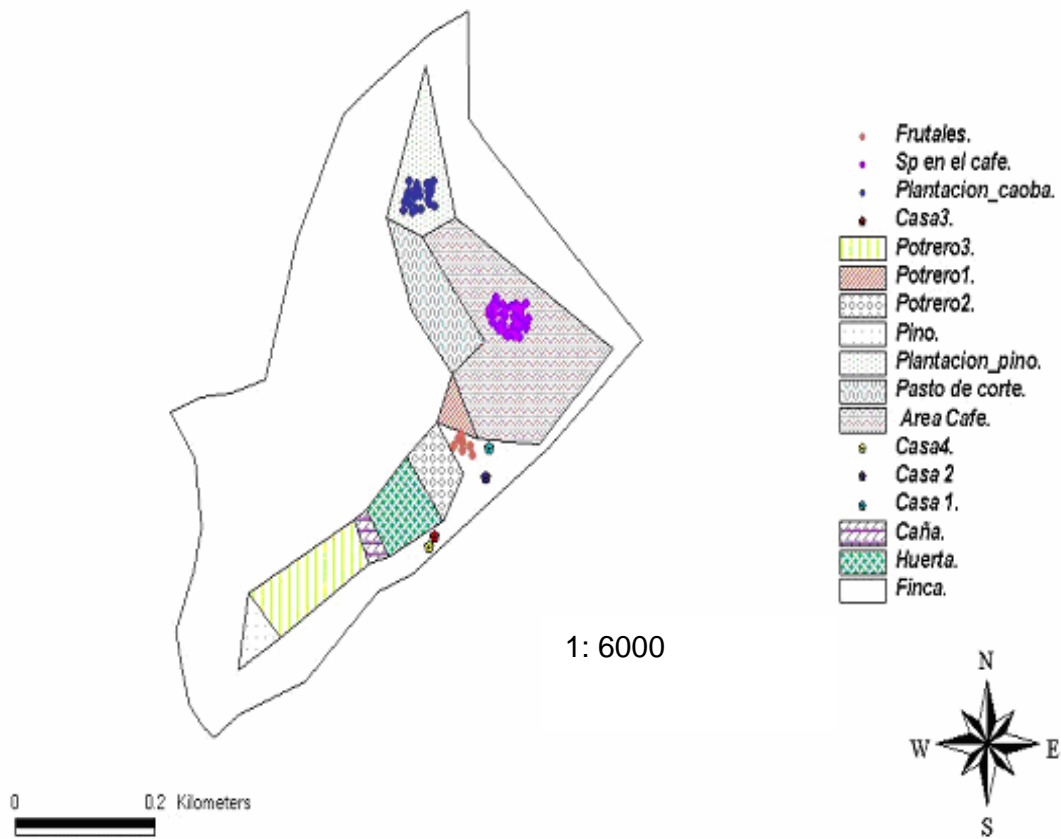 Frutales.
Sp en el cafe.
Plantacion_caoba.
Casa3.
Potrero3.
Potrero1.
Potrero2.
Pino.
Plantacion_pino.
Pasto de corte.
Area Cafe.
Casa4.
Casa 2
Casa 1.
Caña.
Huerta.
Finca.
1: 6000
N
W E
S
0 0.2 Kilometers